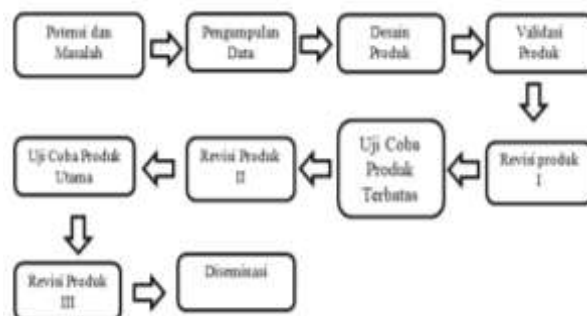 Potensi dan
Masalah
Pengumpulan
Data
Desain
Produk
Validasi
Produk
Revisi produk
I
Uji Coba
Produk
Terbatas
Revisi Produk
II
Uji Coba Produk
Utama
Revisi Produk
III
Diseminasi